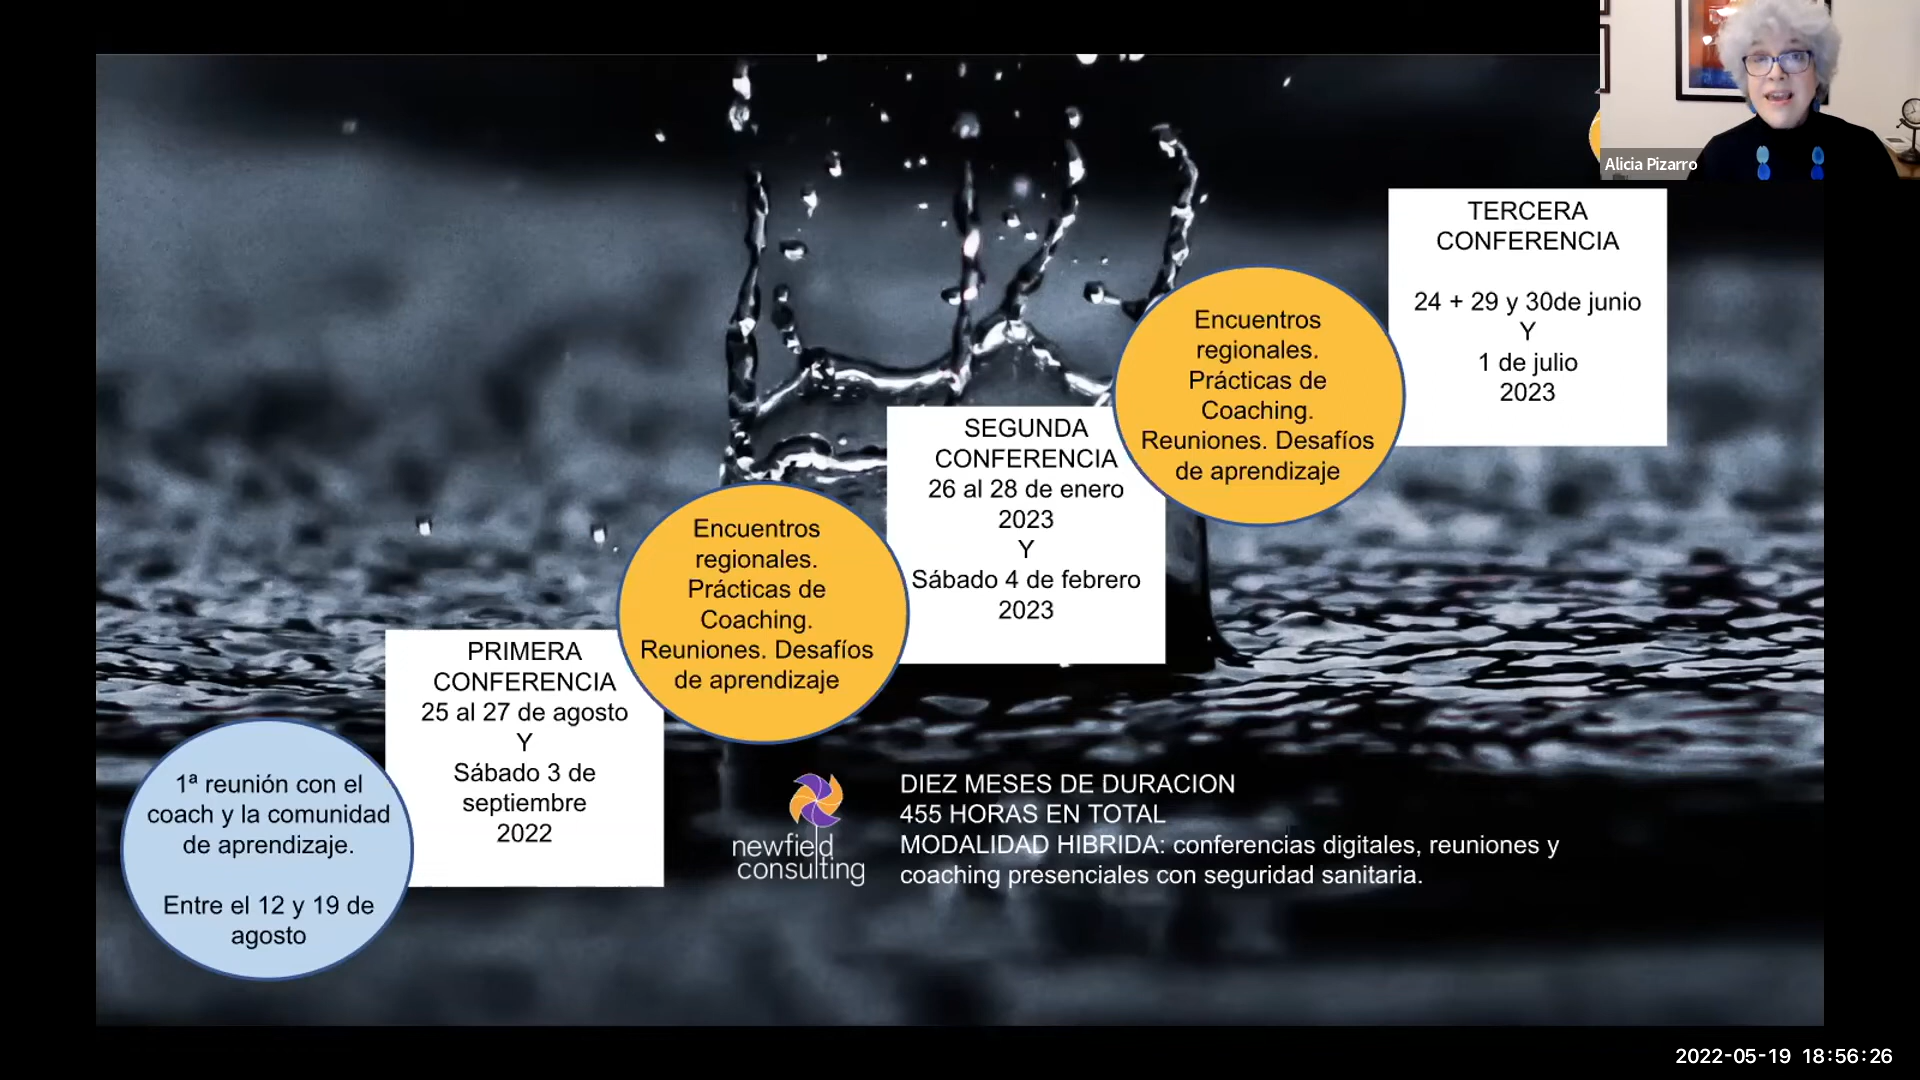 Alicia Pizarro
TERCERA
CONFERENCIA
24 + 29 y 30de junio
Y
1 de julio
2023
Encuentros
regionales.
Prácticas de
Coaching.
Reuniones. Desafíos
de aprendizaje
SEGUNDA
CONFERENCIA
26 al 28 de enero
2023
Y
Sábado 4 de febrero
2023
Encuentros
regionales.
Prácticas de
Coaching.
Reuniones. Desafíos
de aprendizaje
PRIMERA
CONFERENCIA
25 al 27 de agosto
Y
Sábado 3 de
septiembre
2022
1ª reunión con el
coach y la comunidad
de aprendizaje.
Entre el 12 y 19 de
agosto
newfield
consulting
DIEZ MESES DE DURACION
455 HORAS EN TOTAL
MODALIDAD HIBRIDA: conferencias digitales, reuniones y
coaching presenciales con seguridad sanitaria.
2022-05-19 18:56:26